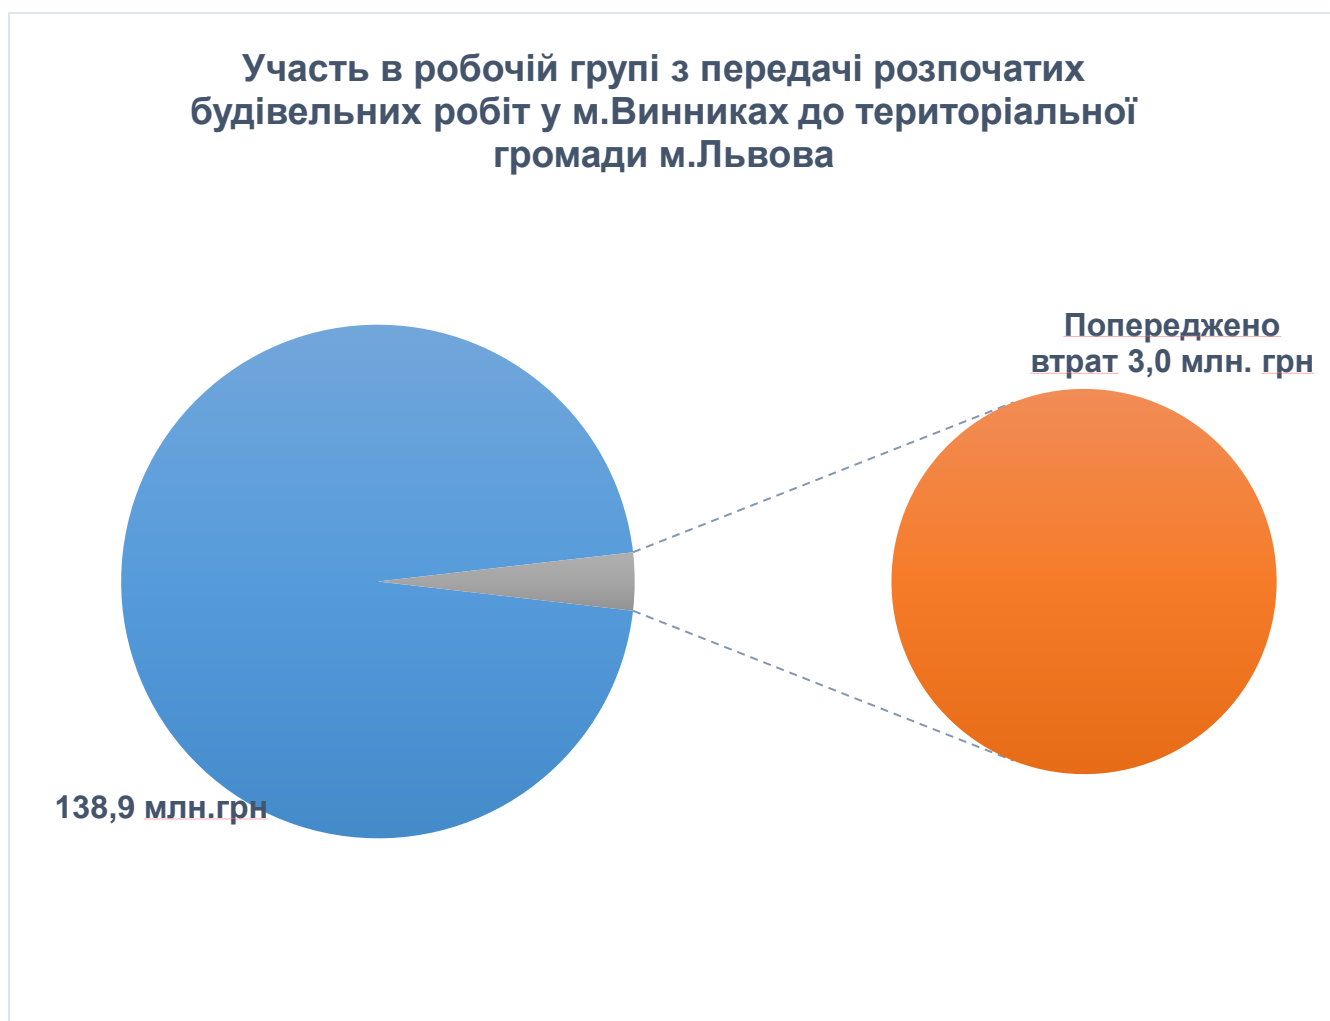 Участь в робочій групі з передачі розпочатих
будівельних робіт у м.Винниках до територіальної
громади м.Львова
Попереджено
втрат 3,0 млн. грн
138,9 млн.грн